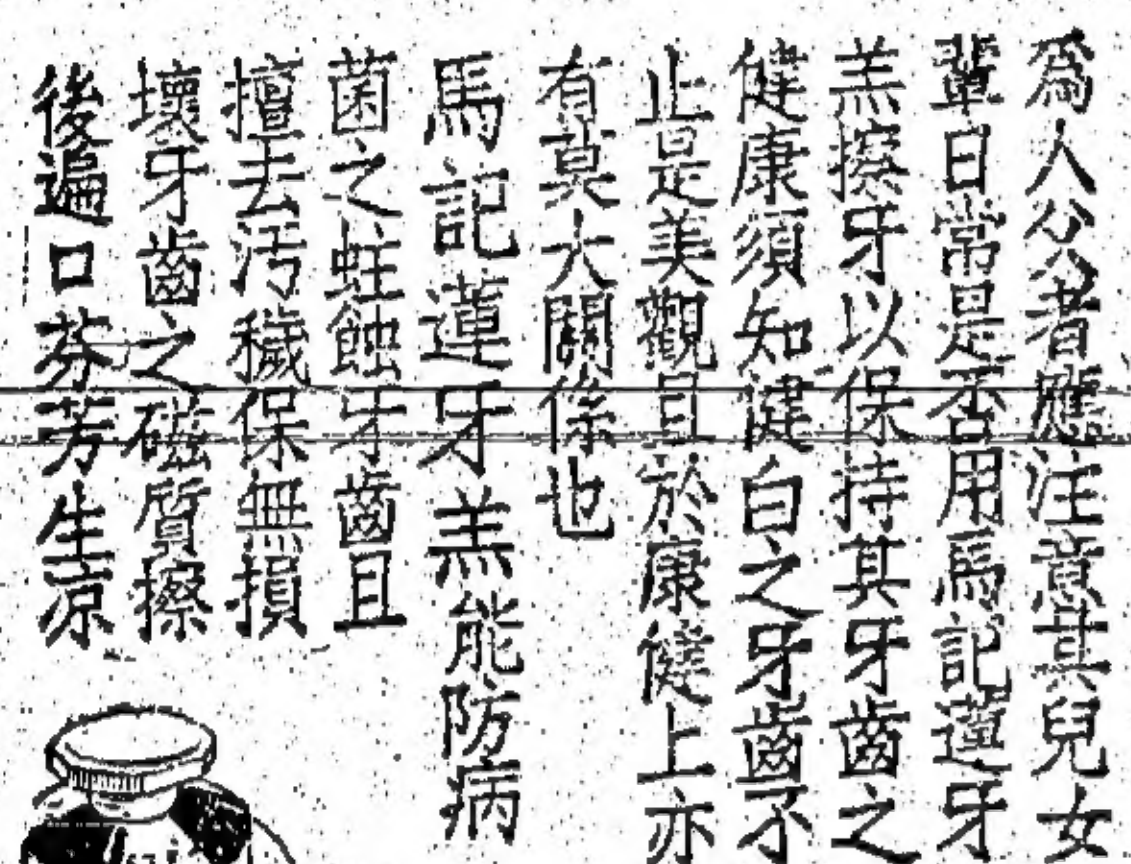 為人父者應注意其兒女
輩日常是否用馬記蓮牙
羔擦牙以保持其牙齒之
健康須知健白之牙齒不
止是美觀且於康健上亦
有莫大關係也
馬記蓮牙羔能防病
菌之蛀蝕牙齒且
擅去污穢保無損
壞牙齒之磁質擦
後遍口芬芳生涼